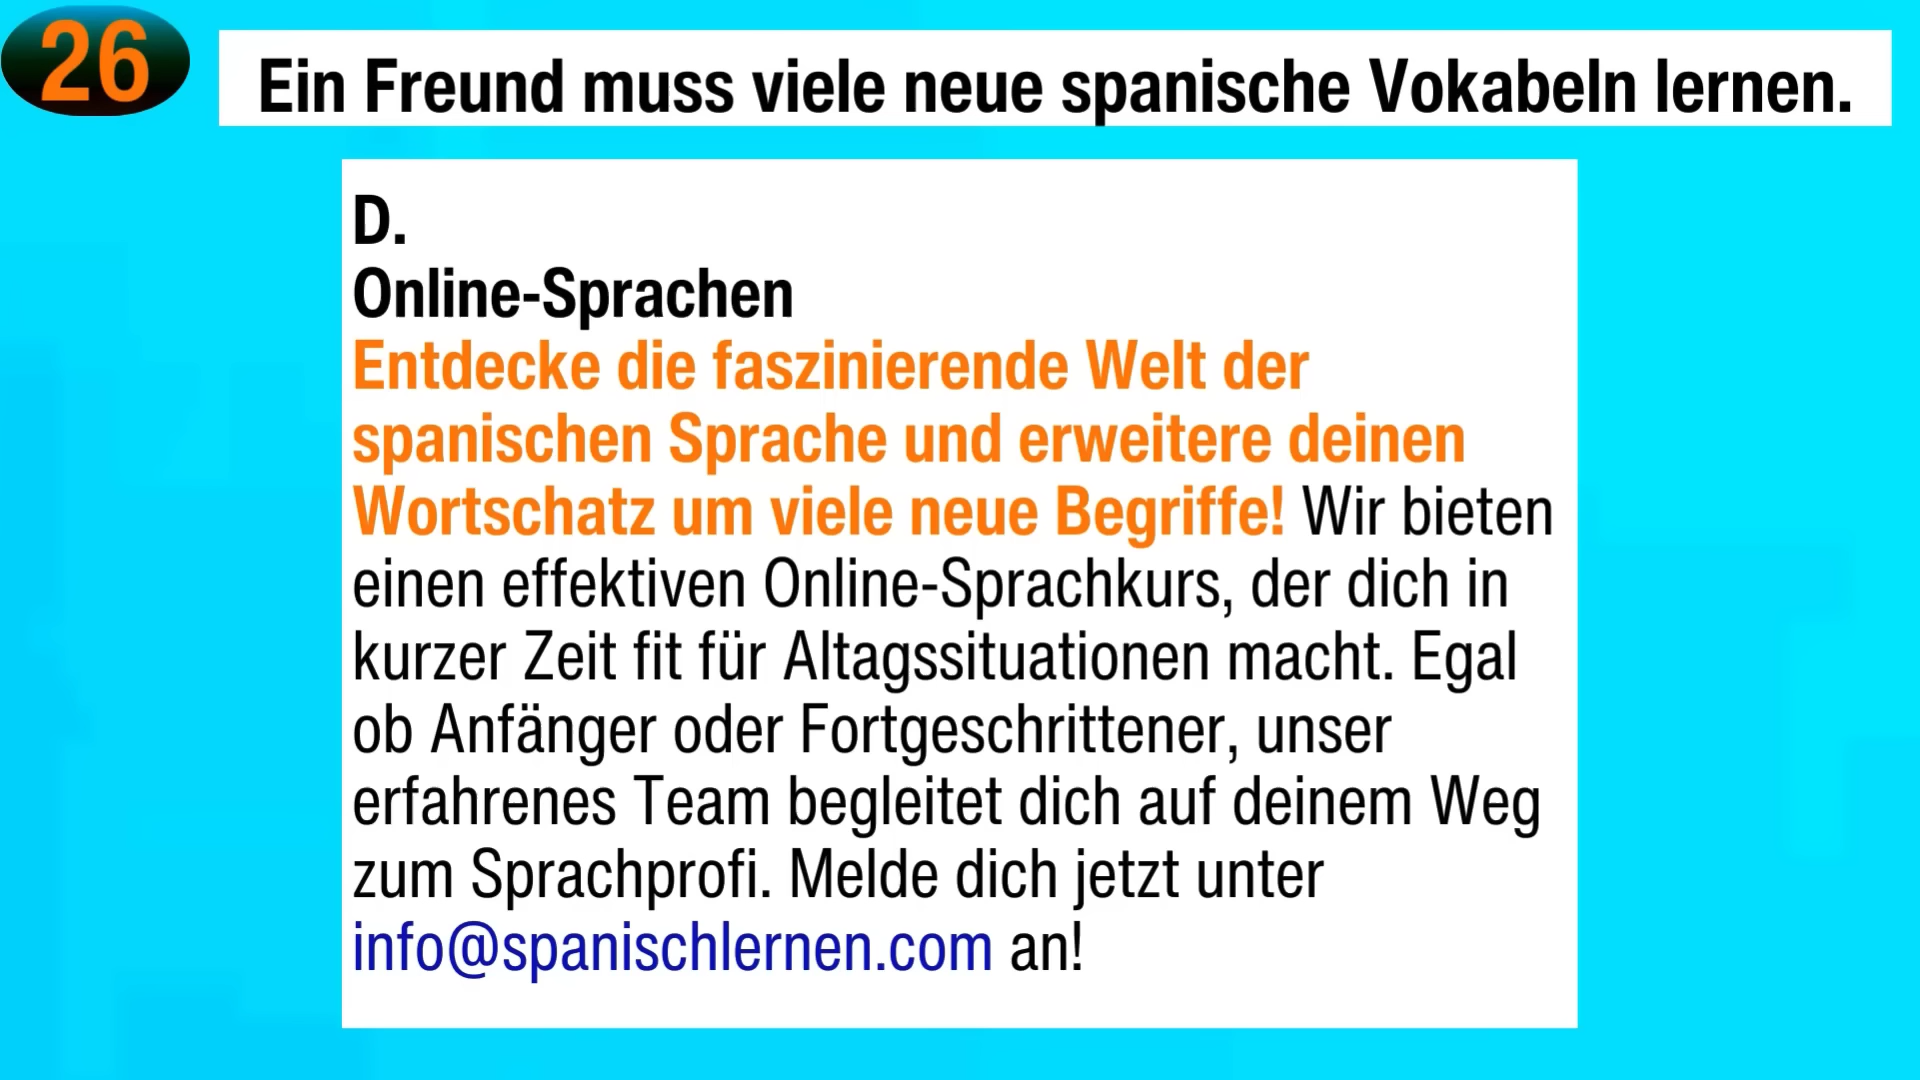 26
Ein Freund muss viele neue spanische Vokabeln lernen.
D.
Online-Sprachen
Entdecke die faszinierende Welt der
spanischen Sprache und erweitere deinen
Wortschatz um viele neue Begriffe! Wir bieten
einen effektiven Online-Sprachkurs, der dich in
kurzer Zeit fit für Altagssituationen macht. Egal
ob Anfänger oder Fortgeschrittener, unser
erfahrenes Team begleitet dich auf deinem Weg
zum Sprachprofi. Melde dich jetzt unter
info@spanischlernen.com an!